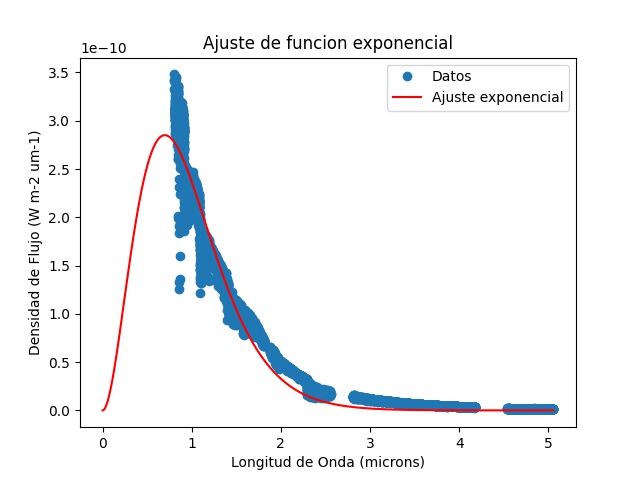 Ajuste de funcion exponencial
1e−10
Datos
Ajuste exponencial
3.5
3.0
2.5
2.0
1.5
1.0
0.5
0.0
Densidad de Flujo (W m-2 um-1)
0
1
2
3
4
5
Longitud de Onda (microns)